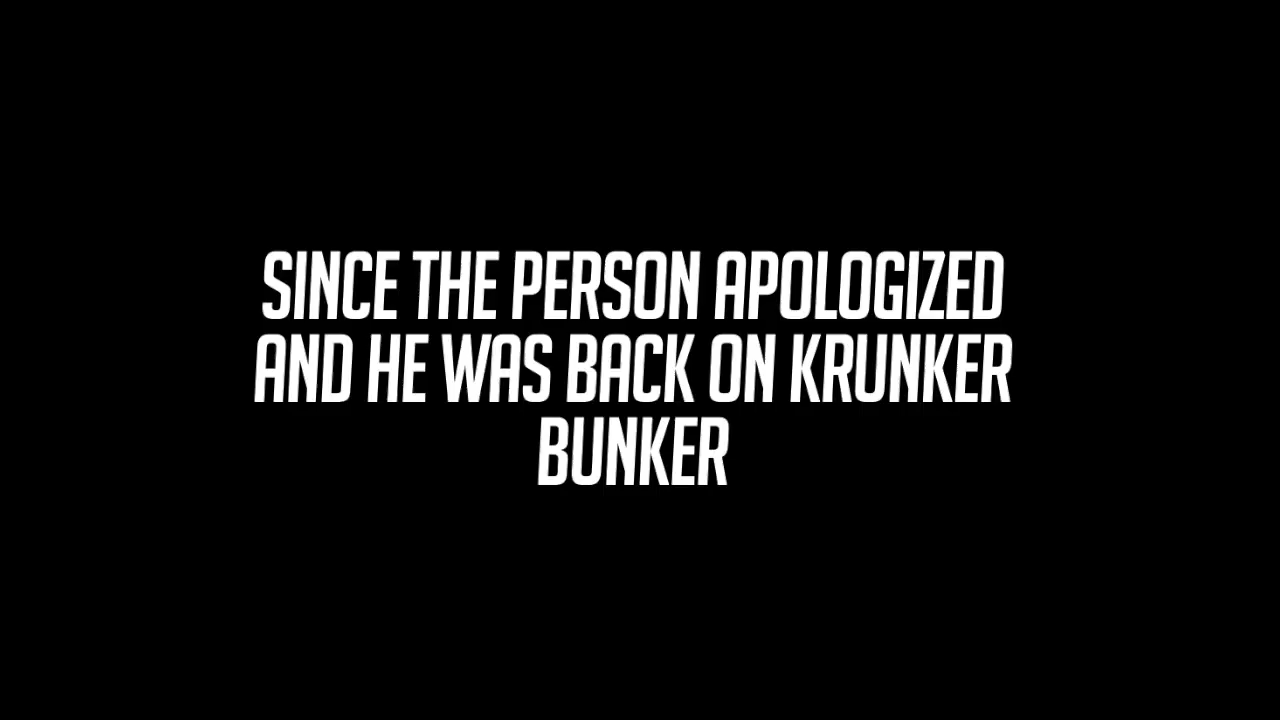 SINCE THE PERSON APOLOGIZED
AND HE WAS BACK ON KRUNKER
BUNKER